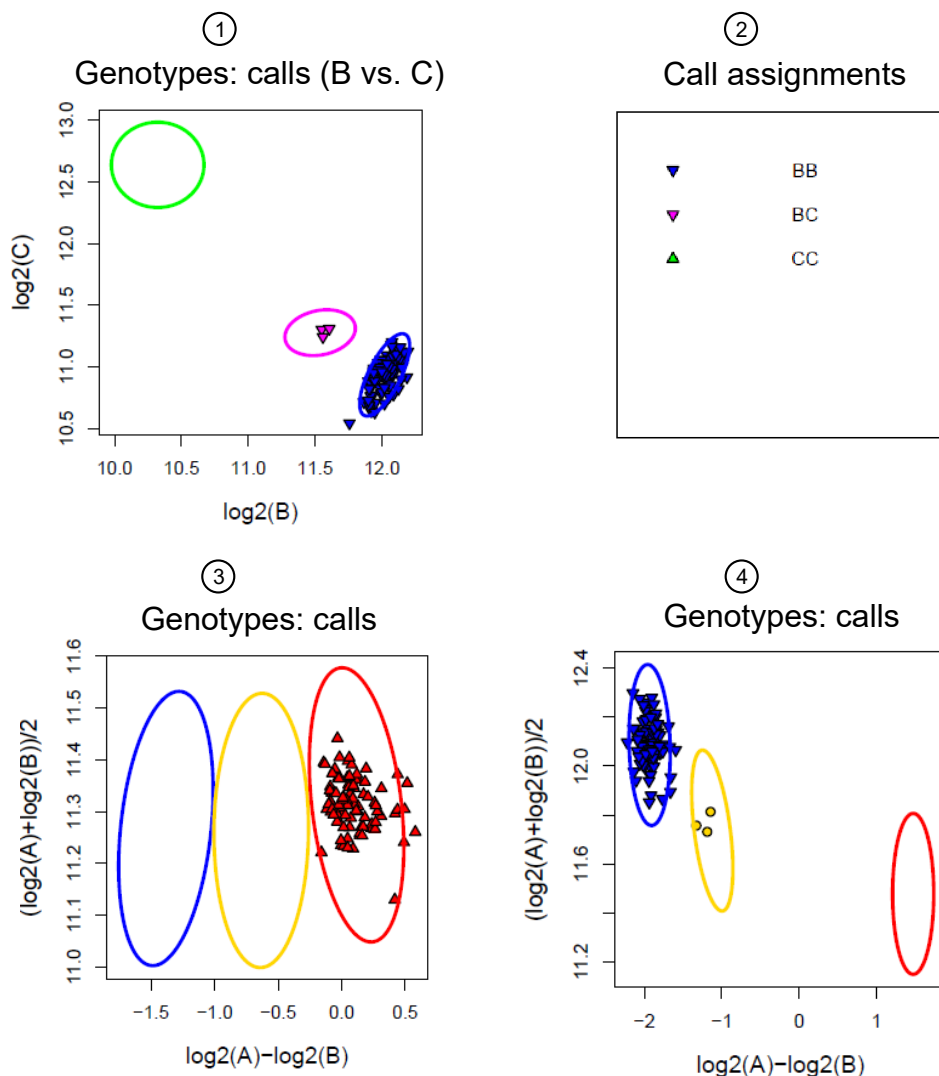 ①
Genotypes: calls (B vs. C)
13.0
12.5
12.0
11.5
11.0
10.5
log2(C)
10.0 10.5 11.0 11.5 12.0
log2(B)
②
Call assignments
BB
BC
CC
③
Genotypes: calls
11.6
11.5
11.4
11.3
11.2
11.1
11.0
(log2(A)+log2(B))/2
−1.5 −1.0 −0.5 0.0 0.5
log2(A)−log2(B)
④
Genotypes: calls
12.4
12.0
11.6
11.2
(log2(A)+log2(B))/2
−2 −1 0 1
log2(A)−log2(B)